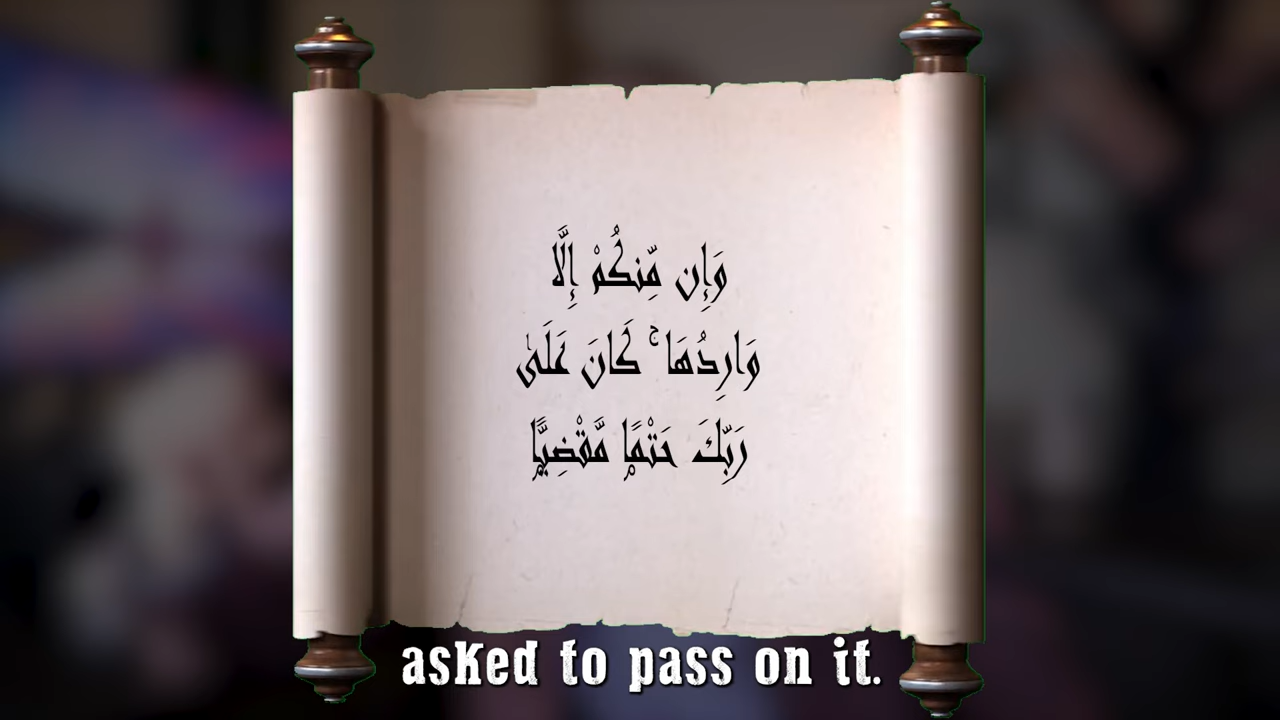 وَإِن مِّنكُمْ إِلَّا
وَارِدُهَا ۚ كَانَ عَلَىٰ
رَبِّكَ حَتْمًا مَّقْضِيًّا
asked to pass on it.